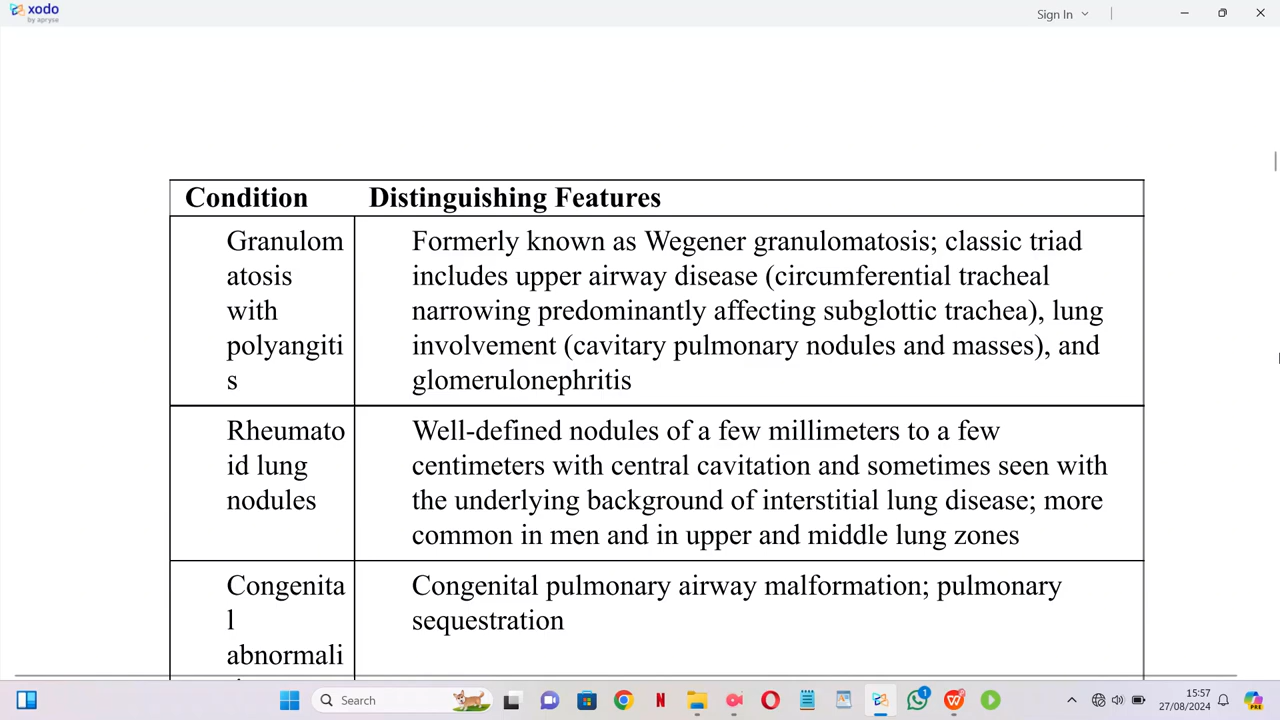 xodo
by apryse
Sign In
Condition
Distinguishing Features
Granulom
atosis
with
polyangiti
s
Formerly known as Wegener granulomatosis; classic triad
includes upper airway disease (circumferential tracheal
narrowing predominantly affecting subglottic trachea), lung
involvement (cavitary pulmonary nodules and masses), and
glomerulonephritis
Rheumato
id lung
nodules
Well-defined nodules of a few millimeters to a few
centimeters with central cavitation and sometimes seen with
the underlying background of interstitial lung disease; more
common in men and in upper and middle lung zones
Congenita
l
abnormali
Congenital pulmonary airway malformation; pulmonary
sequestration
Search
1
15:57
27/08/2024
PRE